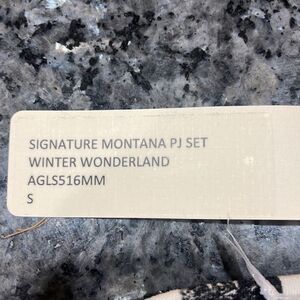 SIGNATURE MONTANA PJ SET
WINTER WONDERLAND
AGLS516MM
S